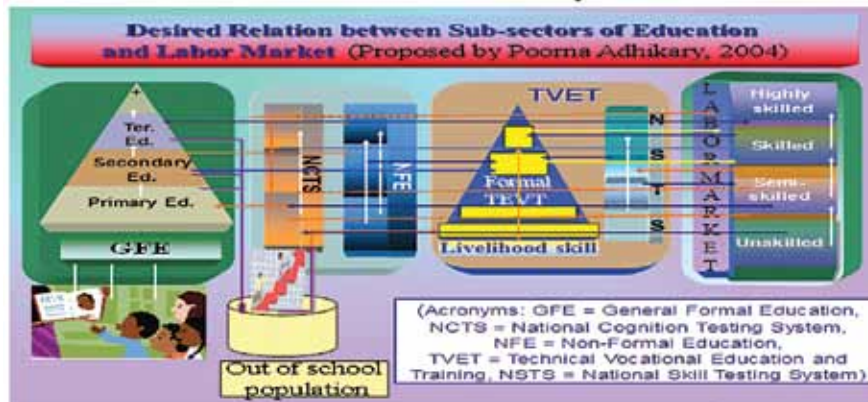 Desired Relation between Sub-sectors of Education
and Labor Market (Proposed by Poorna Adhikary, 2004)
+
Ter.
Ed.
Secondary
Ed.
Primary Ed.
GFE
NCTS
NFE
Out of school
population
TVET
Formal
TEVT
Livelihood skill
NSTS
LABOR MARKET
Highly
skilled
Skilled
Semi-
skilled
Unakilled
(Acronyms: GFE = General Formal Education,
NCTS = National Cognition Testing System,
NFE = Non-Formal Education,
TVET = Technical Vocational Education and
Training, NSTS = National Skill Testing System)